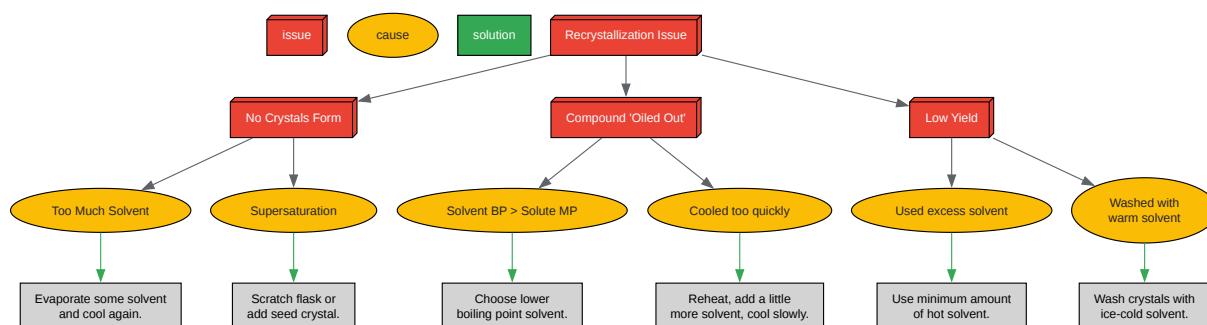 issue
cause
solution
Recrystallization Issue
No Crystals Form
Compound 'Oiled Out'
Low Yield
Too Much Solvent
Supersaturation
Solvent BP > Solute MP
Cooled too quickly
Used excess solvent
Washed with
warm solvent
Evaporate some solvent
and cool again.
Scratch flask or
add seed crystal.
Choose lower
boiling point solvent.
Reheat, add a little
more solvent, cool slowly.
Use minimum amount
of hot solvent.
Wash crystals with
ice-cold solvent.